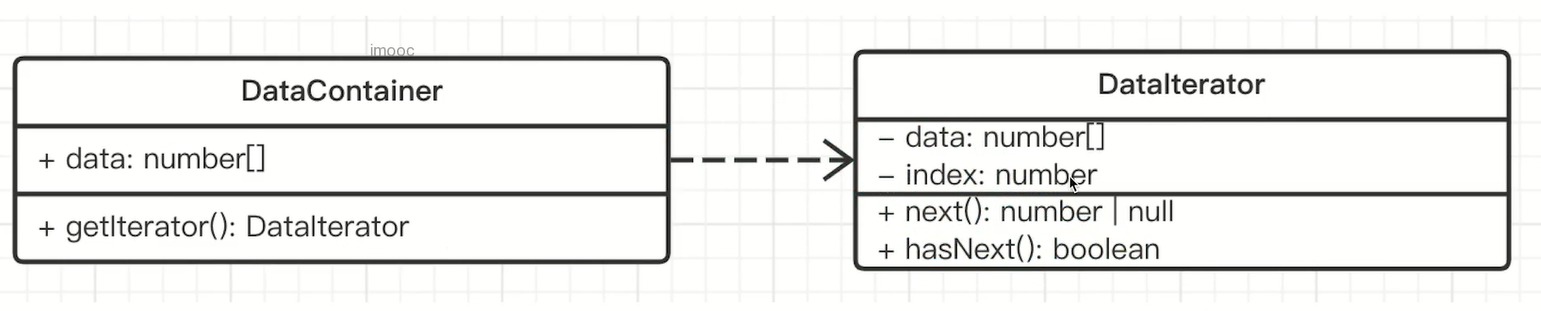 imooc
DataContainer
+ data: number[]
+ getIterator(): DataIterator
DataIterator
− data: number[]
− index: number
+ next(): number | null
+ hasNext(): boolean